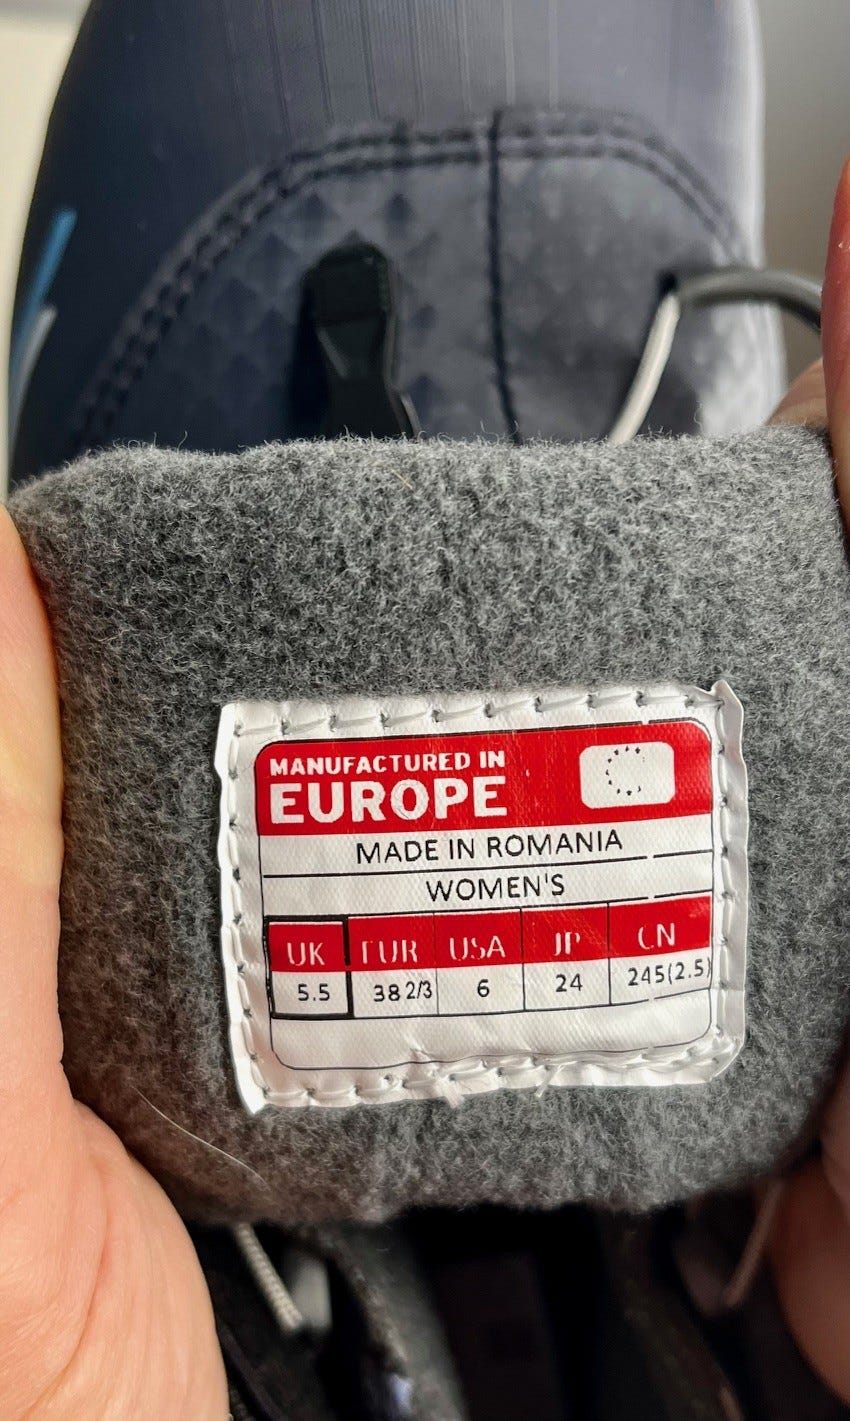 MANUFACTURED IN
EUROPE
MADE IN ROMANIA
WOMEN'S
UK EUR USA JP CN
5.5 38 2/3 6 24 245(2.5)